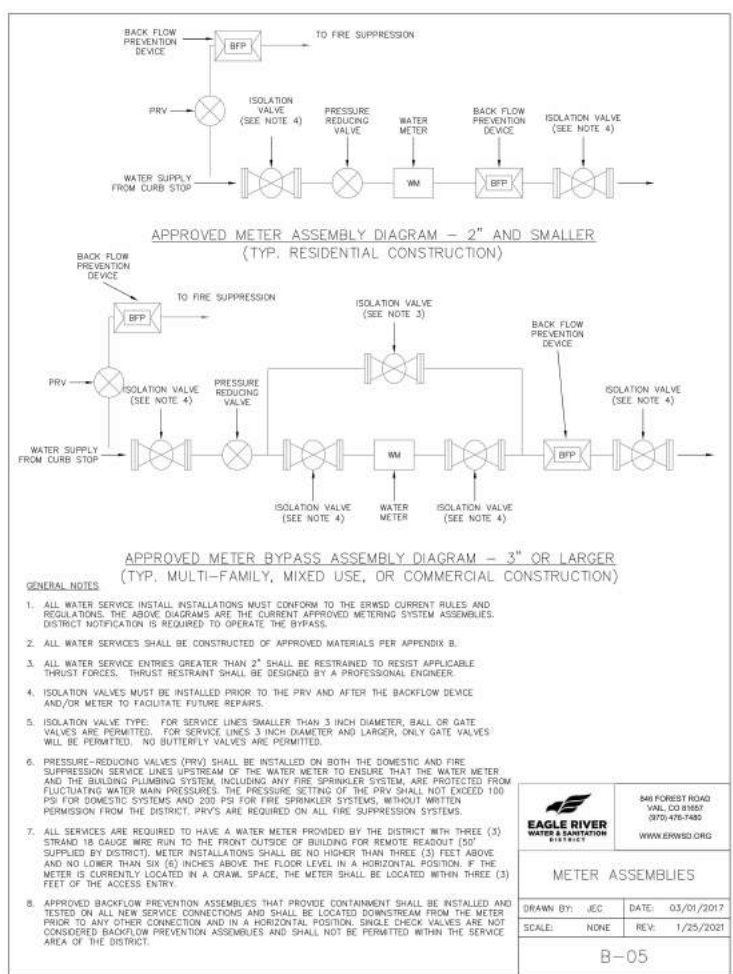 BACK FLOW
PREVENTION
DEVICE
BFP
TO FIRE SUPPRESSION
PRV
ISOLATION
VALVE
(SEE NOTE 4)
PRESSURE
REDUCING
VALVE
WATER
METER
BACK FLOW
PREVENTION
DEVICE
ISOLATION VALVE
(SEE NOTE 4)
WATER SUPPLY
FROM CURB STOP
WM
BFP
APPROVED METER ASSEMBLY DIAGRAM – 2" AND SMALLER
(TYP. RESIDENTIAL CONSTRUCTION)
BACK FLOW
PREVENTION
DEVICE
BFP
TO FIRE SUPPRESSION
ISOLATION VALVE
(SEE NOTE 3)
BACK FLOW
PREVENTION
DEVICE
PRV
ISOLATION VALVE
(SEE NOTE 4)
PRESSURE
REDUCING
VALVE
ISOLATION VALVE
(SEE NOTE 4)
WATER SUPPLY
FROM CURB STOP
WM
BFP
ISOLATION VALVE
(SEE NOTE 4)
WATER
METER
ISOLATION VALVE
(SEE NOTE 4)
APPROVED METER BYPASS ASSEMBLY DIAGRAM – 3" OR LARGER
(TYP. MULTI–FAMILY, MIXED USE, OR COMMERCIAL CONSTRUCTION)
GENERAL NOTES
1. ALL WATER SERVICE INSTALL INSTALLATIONS MUST CONFORM TO THE ERWSD CURRENT RULES AND
REGULATIONS. THE ABOVE DIAGRAMS ARE THE CURRENT APPROVED METERING SYSTEM ASSEMBLIES.
DISTRICT NOTIFICATION IS REQUIRED TO OPERATE THE BYPASS.
2. ALL WATER SERVICES SHALL BE CONSTRUCTED OF APPROVED MATERIALS PER APPENDIX B.
3. ALL WATER SERVICE ENTRIES GREATER THAN 2" SHALL BE RESTRAINED TO RESIST APPLICABLE
THRUST FORCES. THRUST RESTRAINT SHALL BE DESIGNED BY A PROFESSIONAL ENGINEER.
4. ISOLATION VALVES MUST BE INSTALLED PRIOR TO THE PRV AND AFTER THE BACKFLOW DEVICE
AND/OR METER TO FACILITATE FUTURE REPAIRS.
5. ISOLATION VALVE TYPE: FOR SERVICE LINES SMALLER THAN 3 INCH DIAMETER, BALL OR GATE
VALVES ARE PERMITTED. FOR SERVICE LINES 3 INCH DIAMETER AND LARGER, ONLY GATE VALVES
WILL BE PERMITTED. NO BUTTERFLY VALVES ARE PERMITTED.
6. PRESSURE–REDUCING VALVES (PRV) SHALL BE INSTALLED ON BOTH THE DOMESTIC AND FIRE
SUPPRESSION SERVICE LINES UPSTREAM OF THE WATER METER TO ENSURE THAT THE WATER METER
AND THE BUILDING PLUMBING SYSTEM, INCLUDING ANY FIRE SPRINKLER SYSTEM, ARE PROTECTED FROM
FLUCTUATING WATER MAIN PRESSURES. THE PRESSURE SETTING OF THE PRV SHALL NOT EXCEED 100
PSI FOR DOMESTIC SYSTEMS AND 200 PSI FOR FIRE SPRINKLER SYSTEMS, WITHOUT WRITTEN
PERMISSION FROM THE DISTRICT. PRV'S ARE REQUIRED ON ALL FIRE SUPPRESSION SYSTEMS.
7. ALL SERVICES ARE REQUIRED TO HAVE A WATER METER PROVIDED BY THE DISTRICT WITH THREE (3)
STRAND 18 GAUGE WIRE RUN TO THE FRONT OUTSIDE OF BUILDING FOR REMOTE READOUT (50'
SUPPLIED BY DISTRICT). METER INSTALLATIONS SHALL BE NO HIGHER THAN THREE (3) FEET ABOVE
AND NO LOWER THAN SIX (6) INCHES ABOVE THE FLOOR LEVEL IN A HORIZONTAL POSITION. IF THE
METER IS CURRENTLY LOCATED IN A CRAWL SPACE, THE METER SHALL BE LOCATED WITHIN THREE (3)
FEET OF THE ACCESS ENTRY.
8. APPROVED BACKFLOW PREVENTION ASSEMBLIES THAT PROVIDE CONTAINMENT SHALL BE INSTALLED AND
TESTED ON ALL NEW SERVICE CONNECTIONS AND SHALL BE LOCATED DOWNSTREAM FROM THE METER
PRIOR TO ANY OTHER CONNECTION AND IN A HORIZONTAL POSITION. SINGLE CHECK VALVES ARE NOT
CONSIDERED BACKFLOW PREVENTION ASSEMBLIES AND SHALL NOT BE PERMITTED WITHIN THE SERVICE
AREA OF THE DISTRICT.
EAGLE RIVER
WATER & SANITATION
DISTRICT
846 FOREST ROAD
VAIL, CO 81657
(970) 476-7480
WWW.ERWSD.ORG
METER ASSEMBLIES
DRAWN BY: JEC DATE: 03/01/2017
SCALE: NONE REV: 1/25/2021
B–05